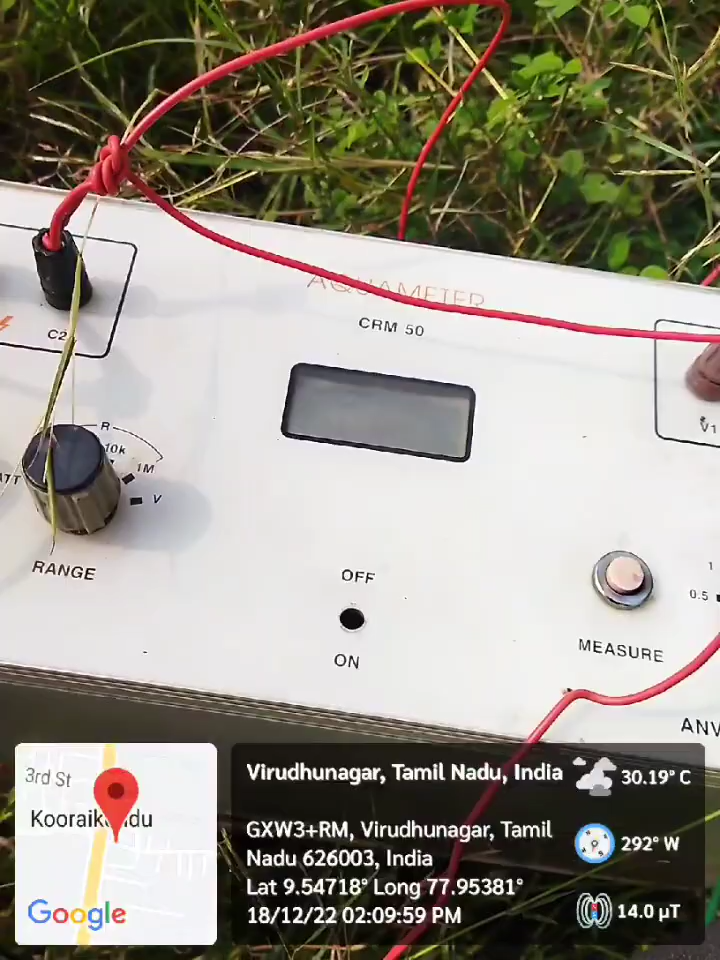 AQUAMETER
CRM 50
C2
R
10k
1M
V
RANGE
OFF
ON
V1
1
0.5
MEASURE
3rd St
Google
Virudhunagar, Tamil Nadu, India
30.19° C
GXW3+RM, Virudhunagar, Tamil
Nadu 626003, India
Lat 9.54718° Long 77.95381°
18/12/22 02:09:59 PM
292° W
14.0 µT